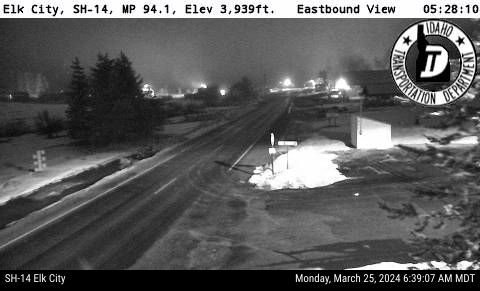 Elk City, SH-14, MP 94.1, Elev 3,939ft. Eastbound View 05:28:10
IDAHO
TRANSPORTATION DEPARTMENT
SH-14 Elk City Monday, March 25, 2024 6:39:07 AM MDT